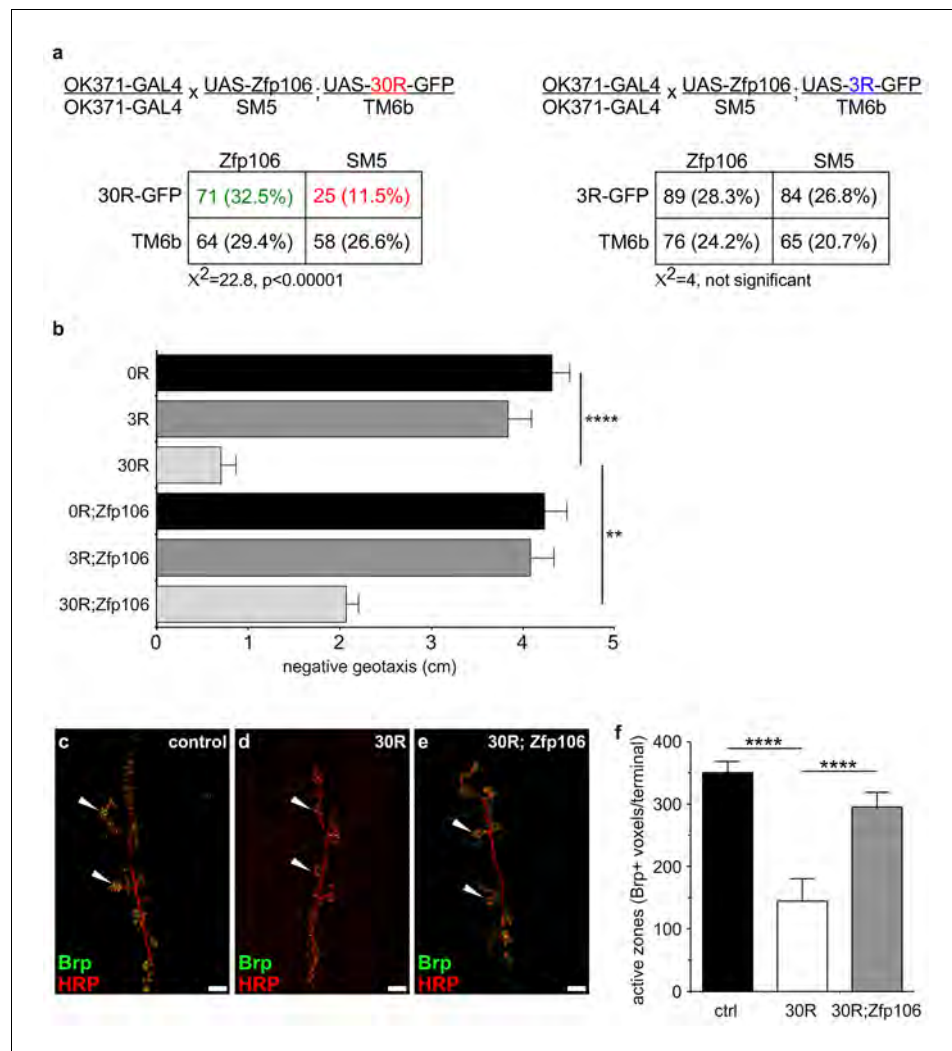 a
OK371-GAL4 x UAS-Zfp106 ; UAS-30R-GFP
OK371-GAL4 SM5 TM6b
Zfp106 SM5
30R-GFP 71 (32.5%) 25 (11.5%)
TM6b 64 (29.4%) 58 (26.6%)
X2=22.8, p<0.00001
OK371-GAL4 x UAS-Zfp106 ; UAS-3R-GFP
OK371-GAL4 SM5 TM6b
Zfp106 SM5
3R-GFP 89 (28.3%) 84 (26.8%)
TM6b 76 (24.2%) 65 (20.7%)
X2=4, not significant
b
0R
3R
30R
0R;Zfp106
3R;Zfp106
30R;Zfp106
****
**
0 1 2 3 4 5
negative geotaxis (cm)
c control
Brp
HRP
d 30R
Brp
HRP
e 30R; Zfp106
Brp
HRP
f
active zones (Brp+ voxels/terminal)
400
300
200
100
0
**** ****
ctrl 30R 30R;Zfp106